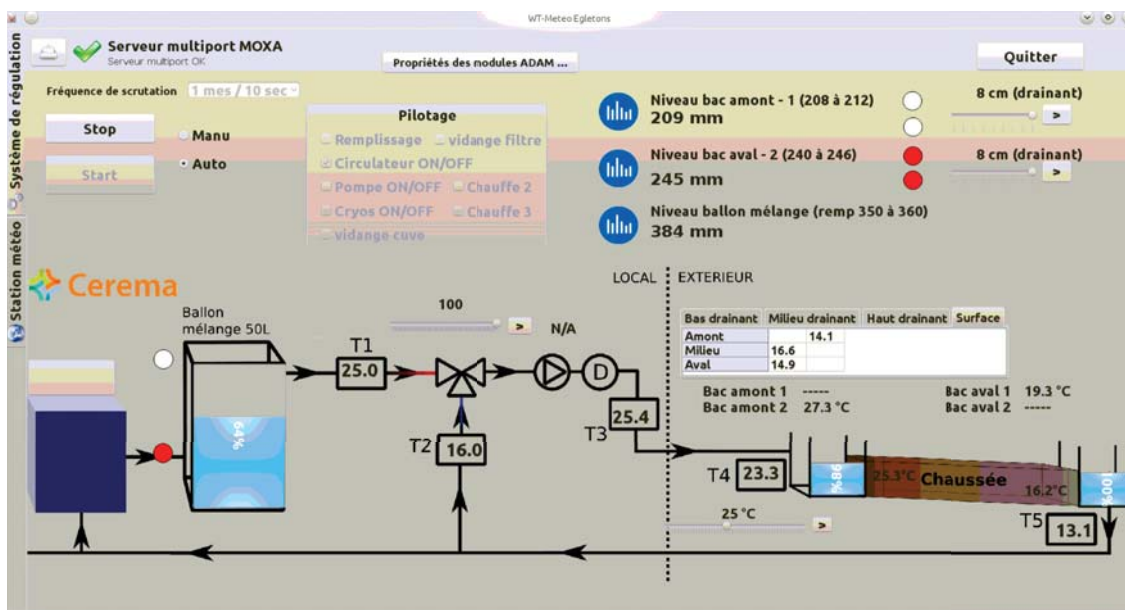 WT-Meteo Egletons
Système de régulation
Station météo
Serveur multiport MOXA
Serveur multiport OK
Propriétés des nodules ADAM ...
Quitter
Fréquence de scrutation 1 mes / 10 sec
Stop
Start
Manu
Auto
Pilotage
Remplissage vidange filtre
Circulateur ON/OFF
Pompe ON/OFF Chauffe 2
Cryos ON/OFF Chauffe 3
vidange cuve
Niveau bac amont - 1 (208 à 212)
209 mm
8 cm (drainant)
>
Niveau bac aval - 2 (240 à 246)
245 mm
8 cm (drainant)
>
Niveau ballon mélange (remp 350 à 360)
384 mm
Cerema
LOCAL EXTERIEUR
Ballon
mélange 50L
64%
100
>
N/A
T1
25.0
D
T2
16.0
T3
25.4
Bas drainant Milieu drainant Haut drainant Surface
Amont 14.1
Milieu 16.6
Aval 14.9
Bac amont 1 -----
Bac amont 2 27.3 °C
Bac aval 1 19.3 °C
Bac aval 2 -----
T4
23.3
98%
25.3°C
Chaussée
16.2°C
100%
25 °C
>
T5
13.1